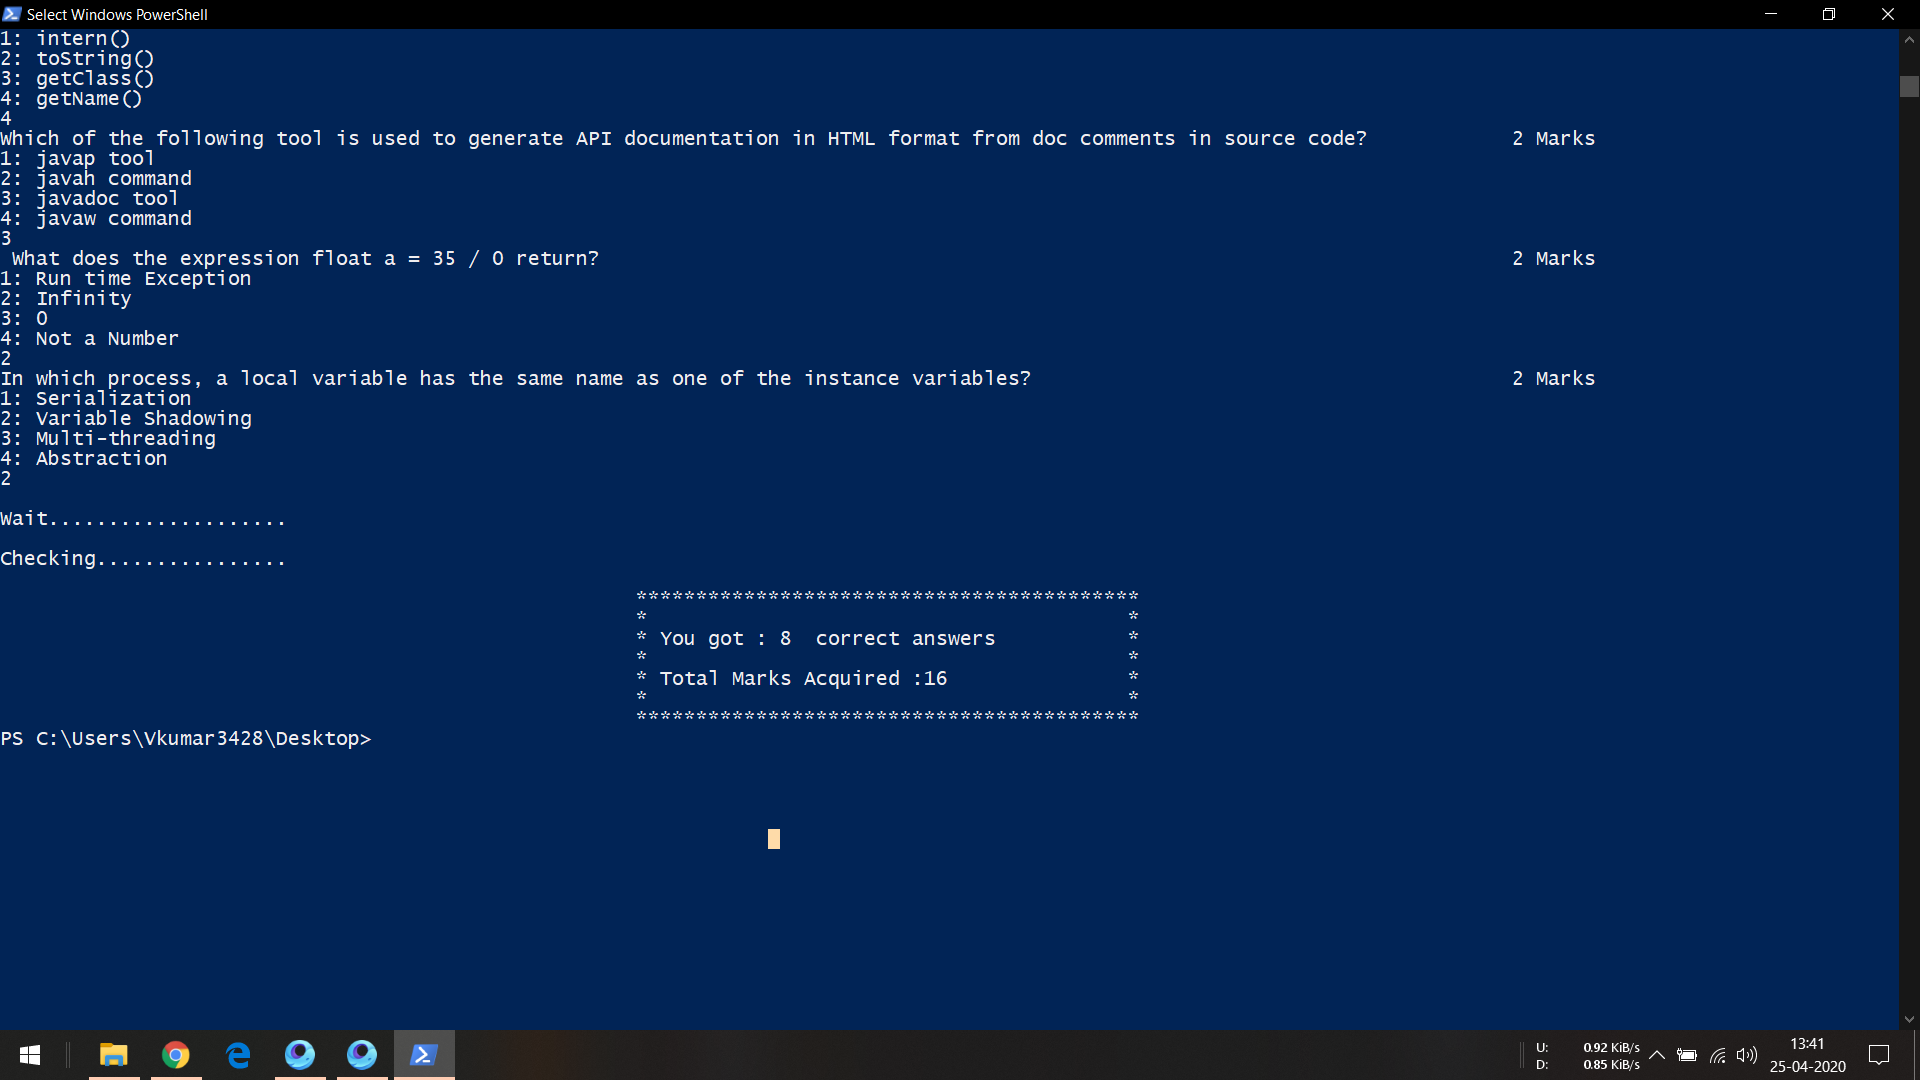 Select Windows PowerShell
1: intern()
2: toString()
3: getClass()
4: getName()
4
Which of the following tool is used to generate API documentation in HTML format from doc comments in source code? 2 Marks
1: javap tool
2: javah command
3: javadoc tool
4: javaw command
3
What does the expression float a = 35 / 0 return? 2 Marks
1: Run time Exception
2: Infinity
3: 0
4: Not a Number
2
In which process, a local variable has the same name as one of the instance variables? 2 Marks
1: Serialization
2: Variable Shadowing
3: Multi-threading
4: Abstraction
2
Wait....................
Checking................
******************************************
* *
* You got : 8  correct answers *
* *
* Total Marks Acquired :16 *
* *
******************************************
PS C:\Users\Vkumar3428\Desktop>
U: 0.92 KiB/s
D: 0.85 KiB/s
13:41
25-04-2020